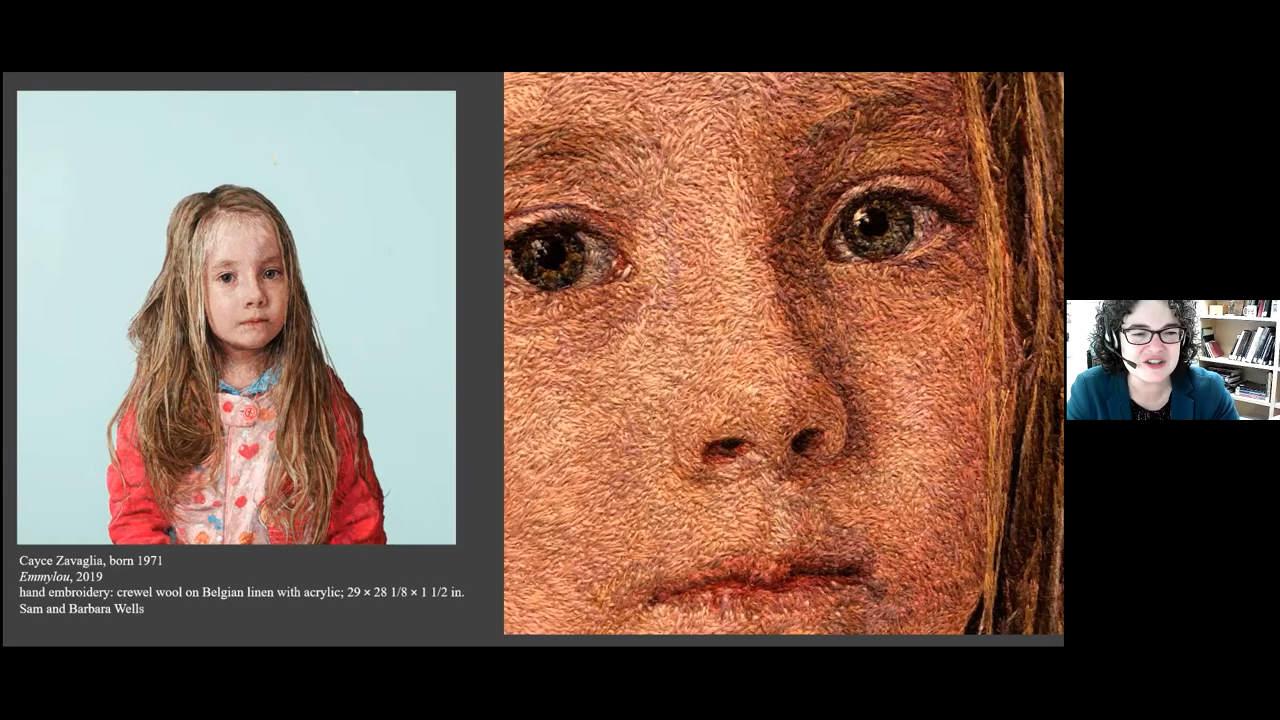 Cayce Zavaglia, born 1971
Emmylou, 2019
hand embroidery: crewel wool on Belgian linen with acrylic; 29 × 28 1/8 × 1 1/2 in.
Sam and Barbara Wells